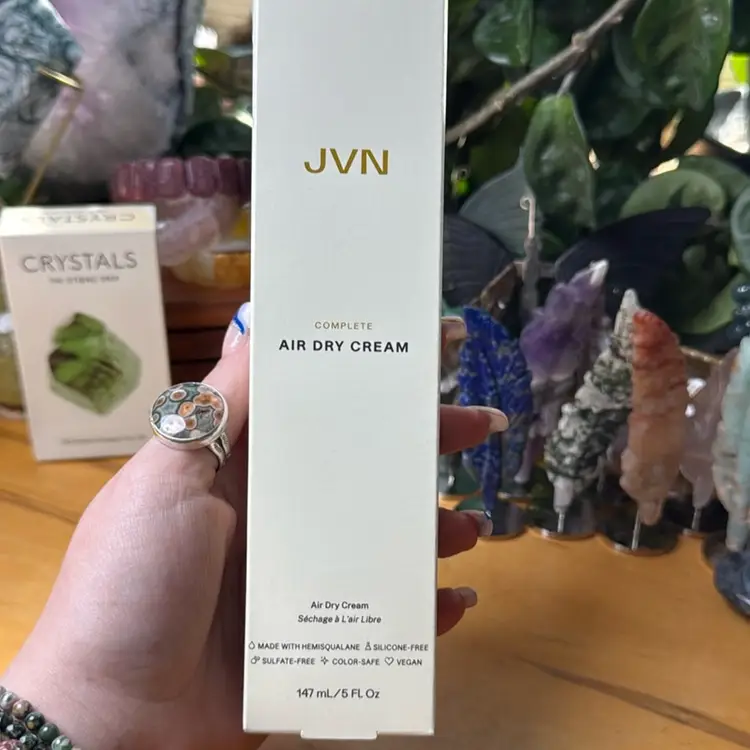 JVN
COMPLETE
AIR DRY CREAM
Air Dry Cream
Séchage à L'air Libre
MADE WITH HEMISQUALANE SILICONE-FREE
SULFATE-FREE COLOR-SAFE VEGAN
147 mL/5 FL Oz
CRYSTALS
CRYSTALS